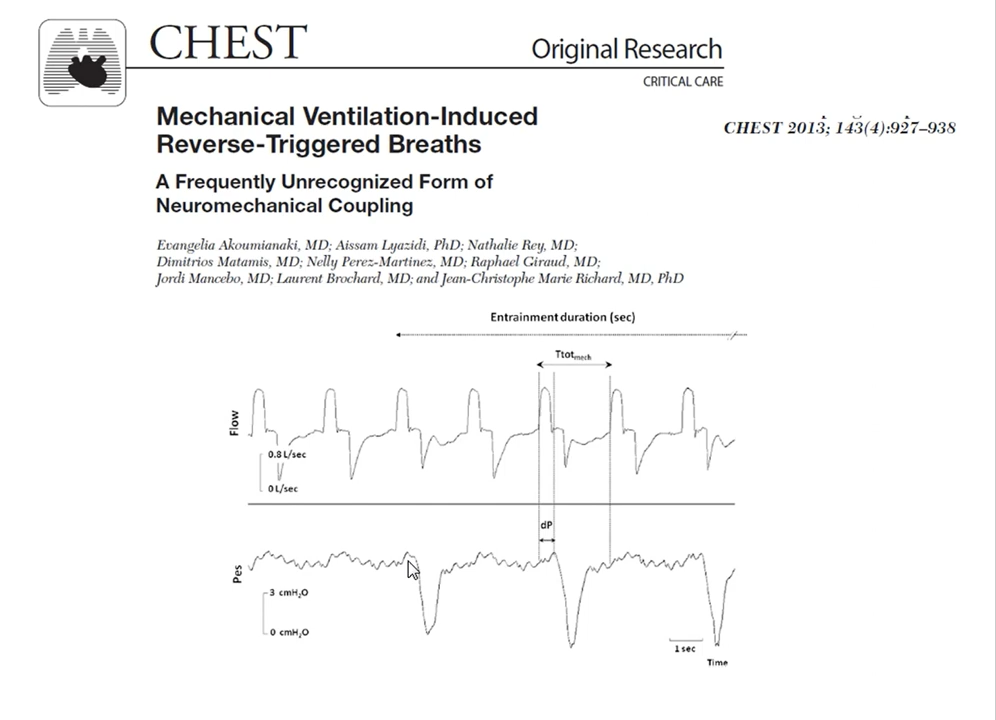 CHEST
Original Research
CRITICAL CARE
Mechanical Ventilation-Induced
Reverse-Triggered Breaths
CHEST 2013; 143(4):927–938
A Frequently Unrecognized Form of
Neuromechanical Coupling
Evangelia Akoumianaki, MD; Aissam Lyazidi, PhD; Nathalie Rey, MD;
Dimitrios Matamis, MD; Nelly Perez-Martinez, MD; Raphael Giraud, MD;
Jordi Mancebo, MD; Laurent Brochard, MD; and Jean-Christophe Marie Richard, MD, PhD
Entrainment duration (sec)
Ttotmech
Flow
0.8 L/sec
0 L/sec
dP
Pes
3 cmH2O
0 cmH2O
1 sec
Time